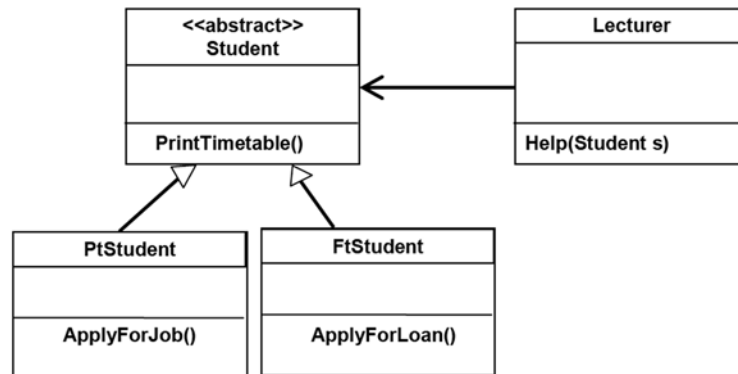 <<abstract>>
Student
PrintTimetable()
Lecturer
Help(Student s)
PtStudent
ApplyForJob()
FtStudent
ApplyForLoan()